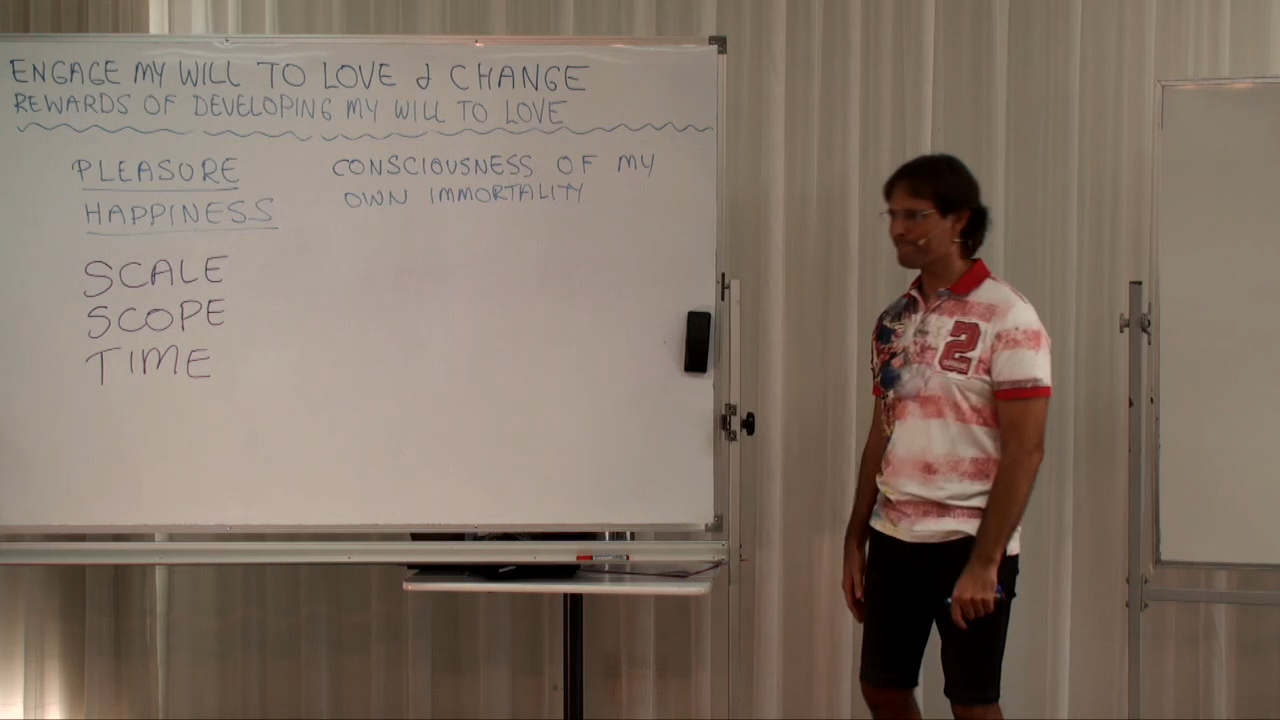 ENGAGE MY WILL TO LOVE & CHANGE
REWARDS OF DEVELOPING MY WILL TO LOVE
PLEASURE
HAPPINESS
SCALE
SCOPE
TIME
CONSCIOUSNESS OF MY
OWN IMMORTALITY
2